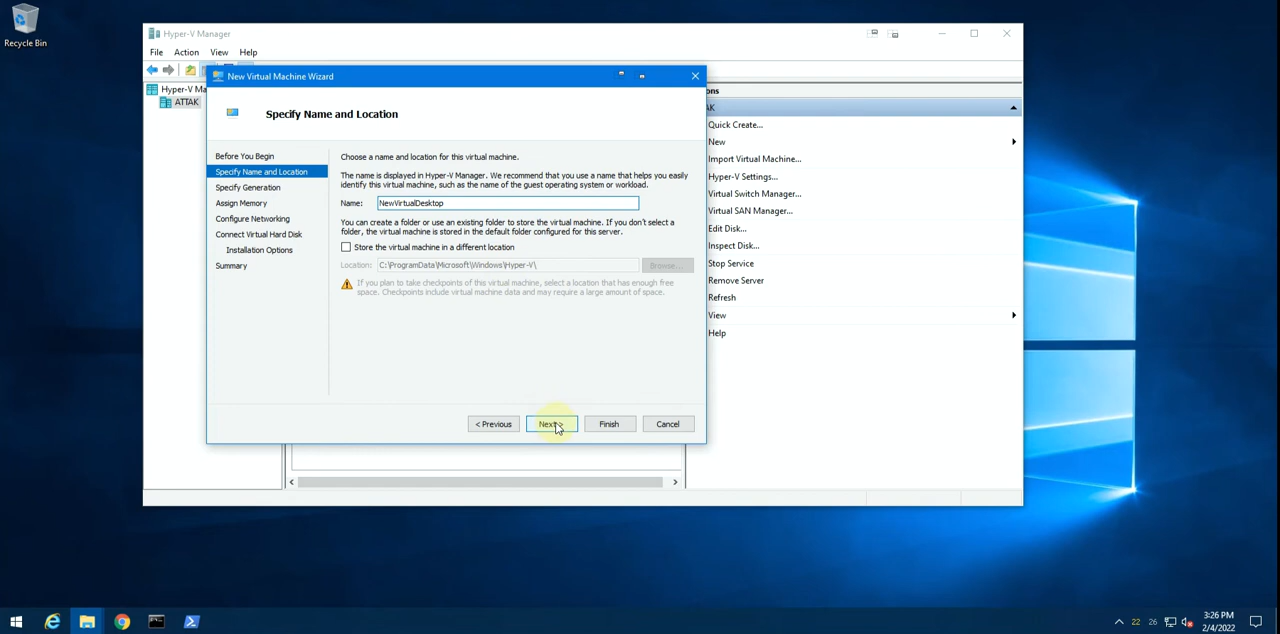 Recycle Bin
Hyper-V Manager
File Action View Help
New Virtual Machine Wizard
Hyper-V Ma
ATTAK
Specify Name and Location
Before You Begin
Specify Name and Location
Specify Generation
Assign Memory
Configure Networking
Connect Virtual Hard Disk
Installation Options
Summary
Choose a name and location for this virtual machine.
The name is displayed in Hyper-V Manager. We recommend that you use a name that helps you easily
identify this virtual machine, such as the name of the guest operating system or workload.
Name: NewVirtualDesktop
You can create a folder or use an existing folder to store the virtual machine. If you don't select a
folder, the virtual machine is stored in the default folder configured for this server.
Store the virtual machine in a different location
Location: C:\ProgramData\Microsoft\Windows\Hyper-V\ Browse...
If you plan to take checkpoints of this virtual machine, select a location that has enough free
space. Checkpoints include virtual machine data and may require a large amount of space.
< Previous Next > Finish Cancel
ons
AK
Quick Create...
New
Import Virtual Machine...
Hyper-V Settings...
Virtual Switch Manager...
Virtual SAN Manager...
Edit Disk...
Inspect Disk...
Stop Service
Remove Server
Refresh
View
Help
22 26
3:26 PM
2/4/2022